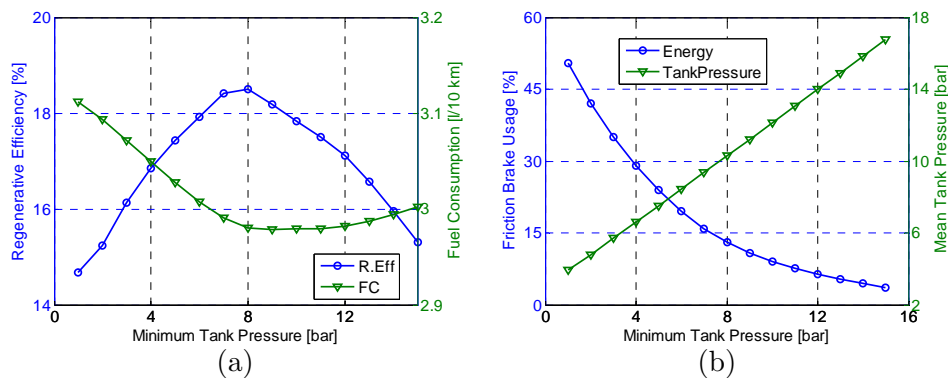 20
18
16
14
Regenerative Efficiency [%]
3.2
3.1
3
2.9
Fuel Consumption [l/10 km]
R.Eff
FC
0
4
8
12
Minimum Tank Pressure [bar]
(a)
60
45
30
15
0
Friction Brake Usage [%]
Energy
TankPressure
18
14
10
6
2
Mean Tank Pressure [bar]
0
4
8
12
16
Minimum Tank Pressure [bar]
(b)